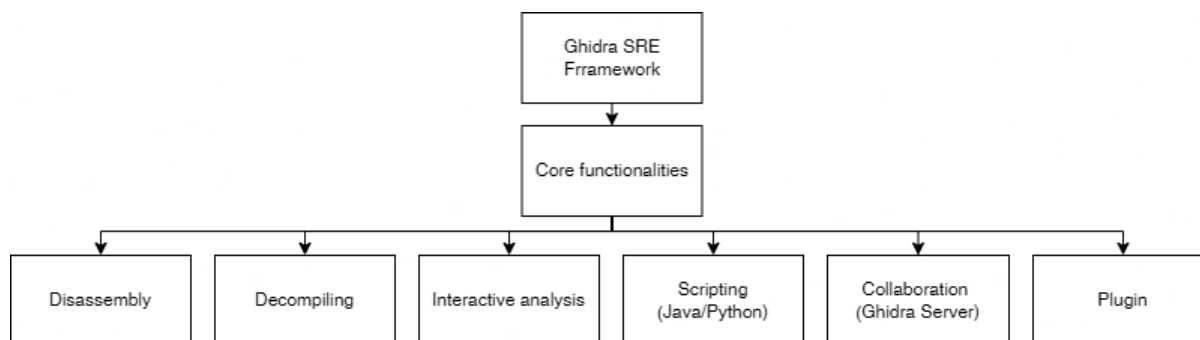 Ghidra SRE
Frramework
Core functionalities
Disassembly
Decompiling
Interactive analysis
Scripting
(Java/Python)
Collaboration
(Ghidra Server)
Plugin